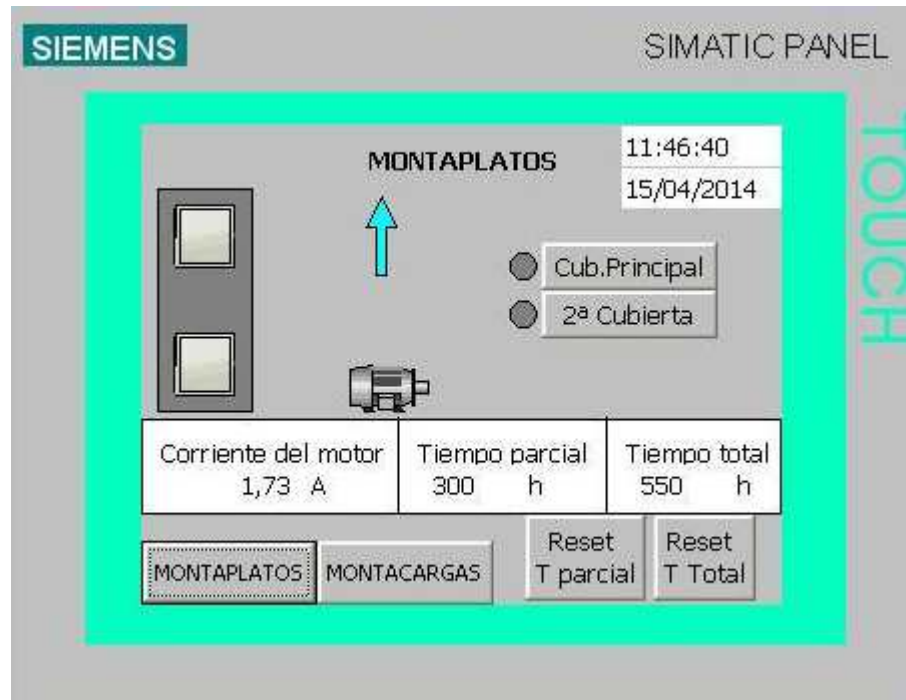 SIEMENS
SIMATIC PANEL
TOUCH
MONTAPLATOS
11:46:40
15/04/2014
Cub.Principal
2ª Cubierta
Corriente del motor
1,73 A
Tiempo parcial
300 h
Tiempo total
550 h
MONTAPLATOS
MONTACARGAS
Reset
T parcial
Reset
T Total